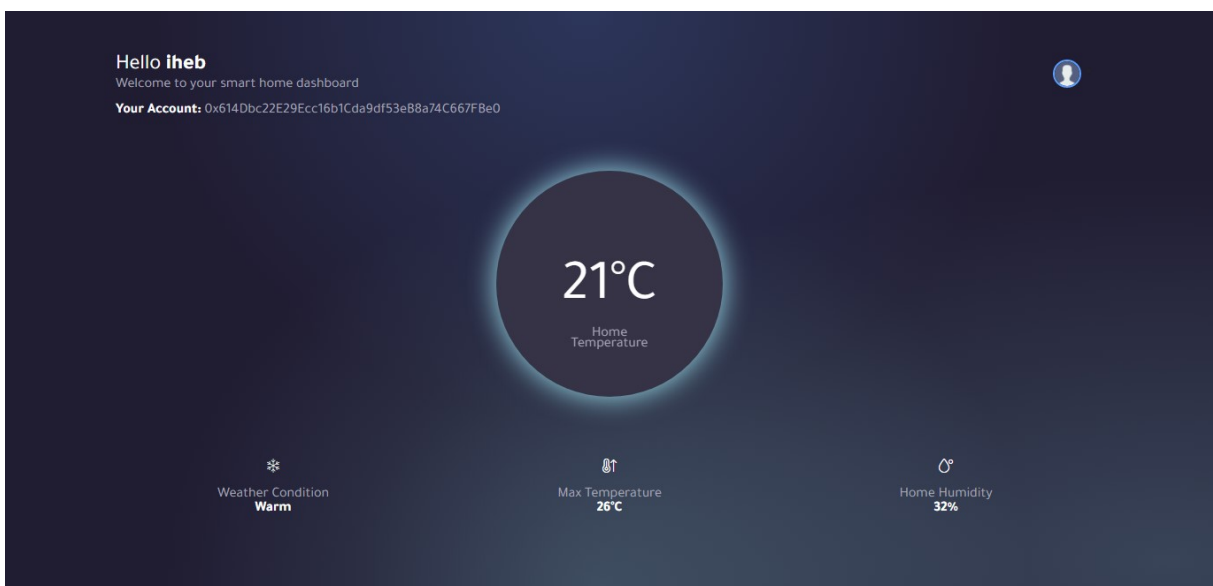 Hello iheb
Welcome to your smart home dashboard
Your Account: 0x614Dbc22E29Ecc16b1Cda9df53eB8a74C667FBe0
21°C
Home
Temperature
Weather Condition
Warm
Max Temperature
26°C
Home Humidity
32%